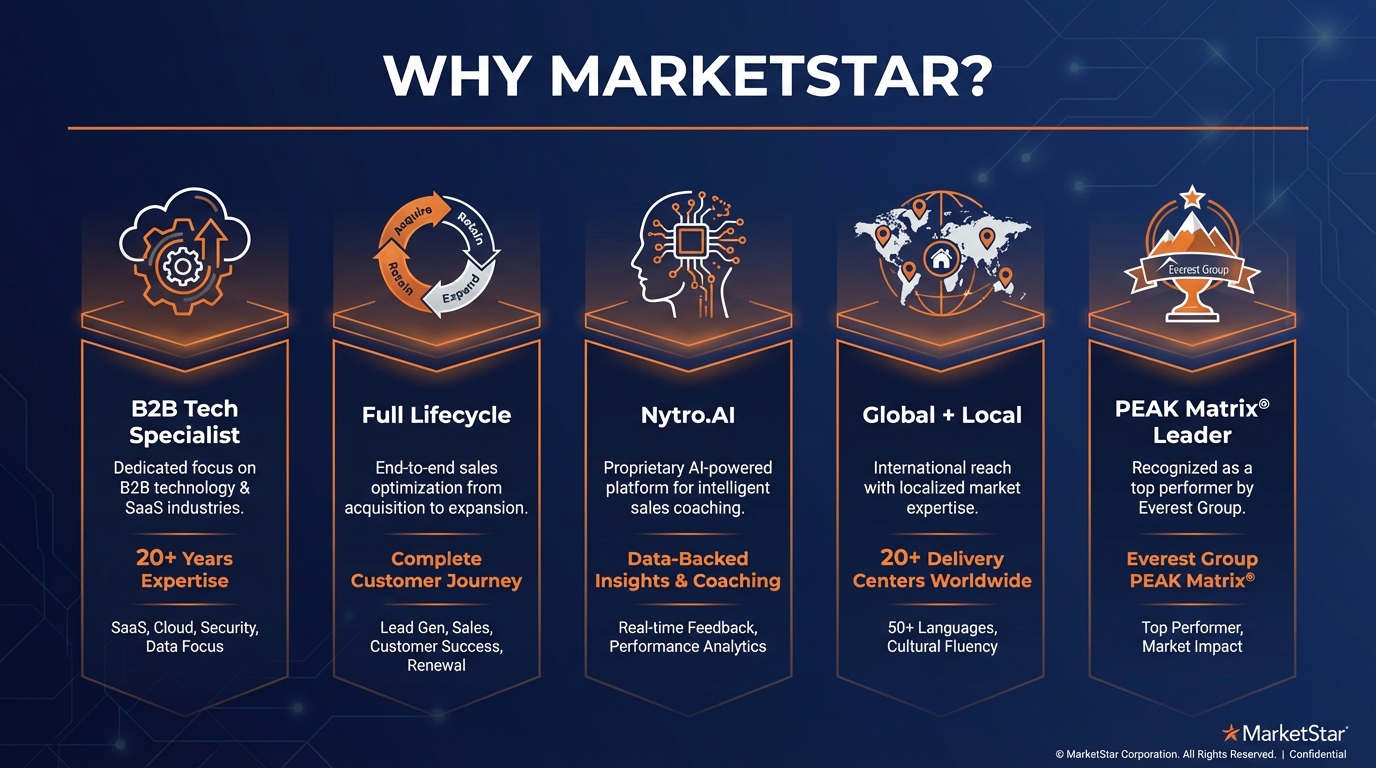 WHY MARKETSTAR?
B2B Tech
Specialist
Dedicated focus on
B2B technology &
SaaS industries.
20+ Years
Expertise
SaaS, Cloud, Security,
Data Focus
Acquire
Retain
Expend
Retain
Full Lifecycle
End-to-end sales
optimization from
acquisition to expansion.
Complete
Customer Journey
Lead Gen, Sales,
Customer Success,
Renewal
Nytro.AI
Proprietary AI-powered
platform for intelligent
sales coaching.
Data-Backed
Insights & Coaching
Real-time Feedback,
Performance Analytics
Global + Local
International reach
with localized market
expertise.
20+ Delivery
Centers Worldwide
50+ Languages,
Cultural Fluency
Everest Group
PEAK Matrix®
Leader
Recognized as a
top performer by
Everest Group.
Everest Group
PEAK Matrix®
Top Performer,
Market Impact
MarketStar
© MarketStar Corporation. All Rights Reserved. | Confidential